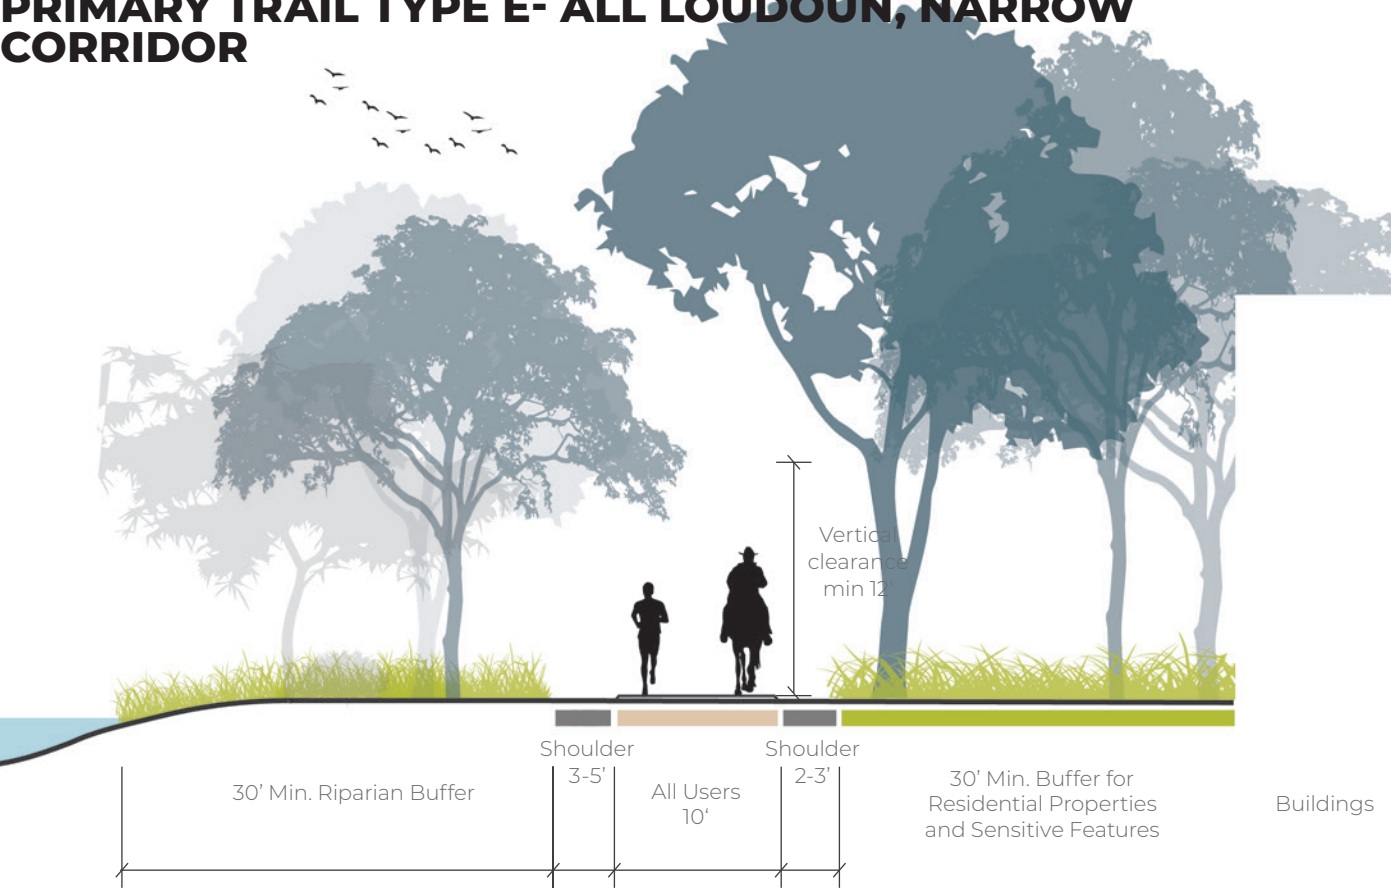 PRIMARY TRAIL TYPE E- ALL LOUDOUN, NARROW
CORRIDOR
Vertical
clearance
min 12‘
Shoulder
3-5’
Shoulder
2-3’
30’ Min. Riparian Buffer
All Users
10‘
30’ Min. Buffer for
Residential Properties
and Sensitive Features
Buildings